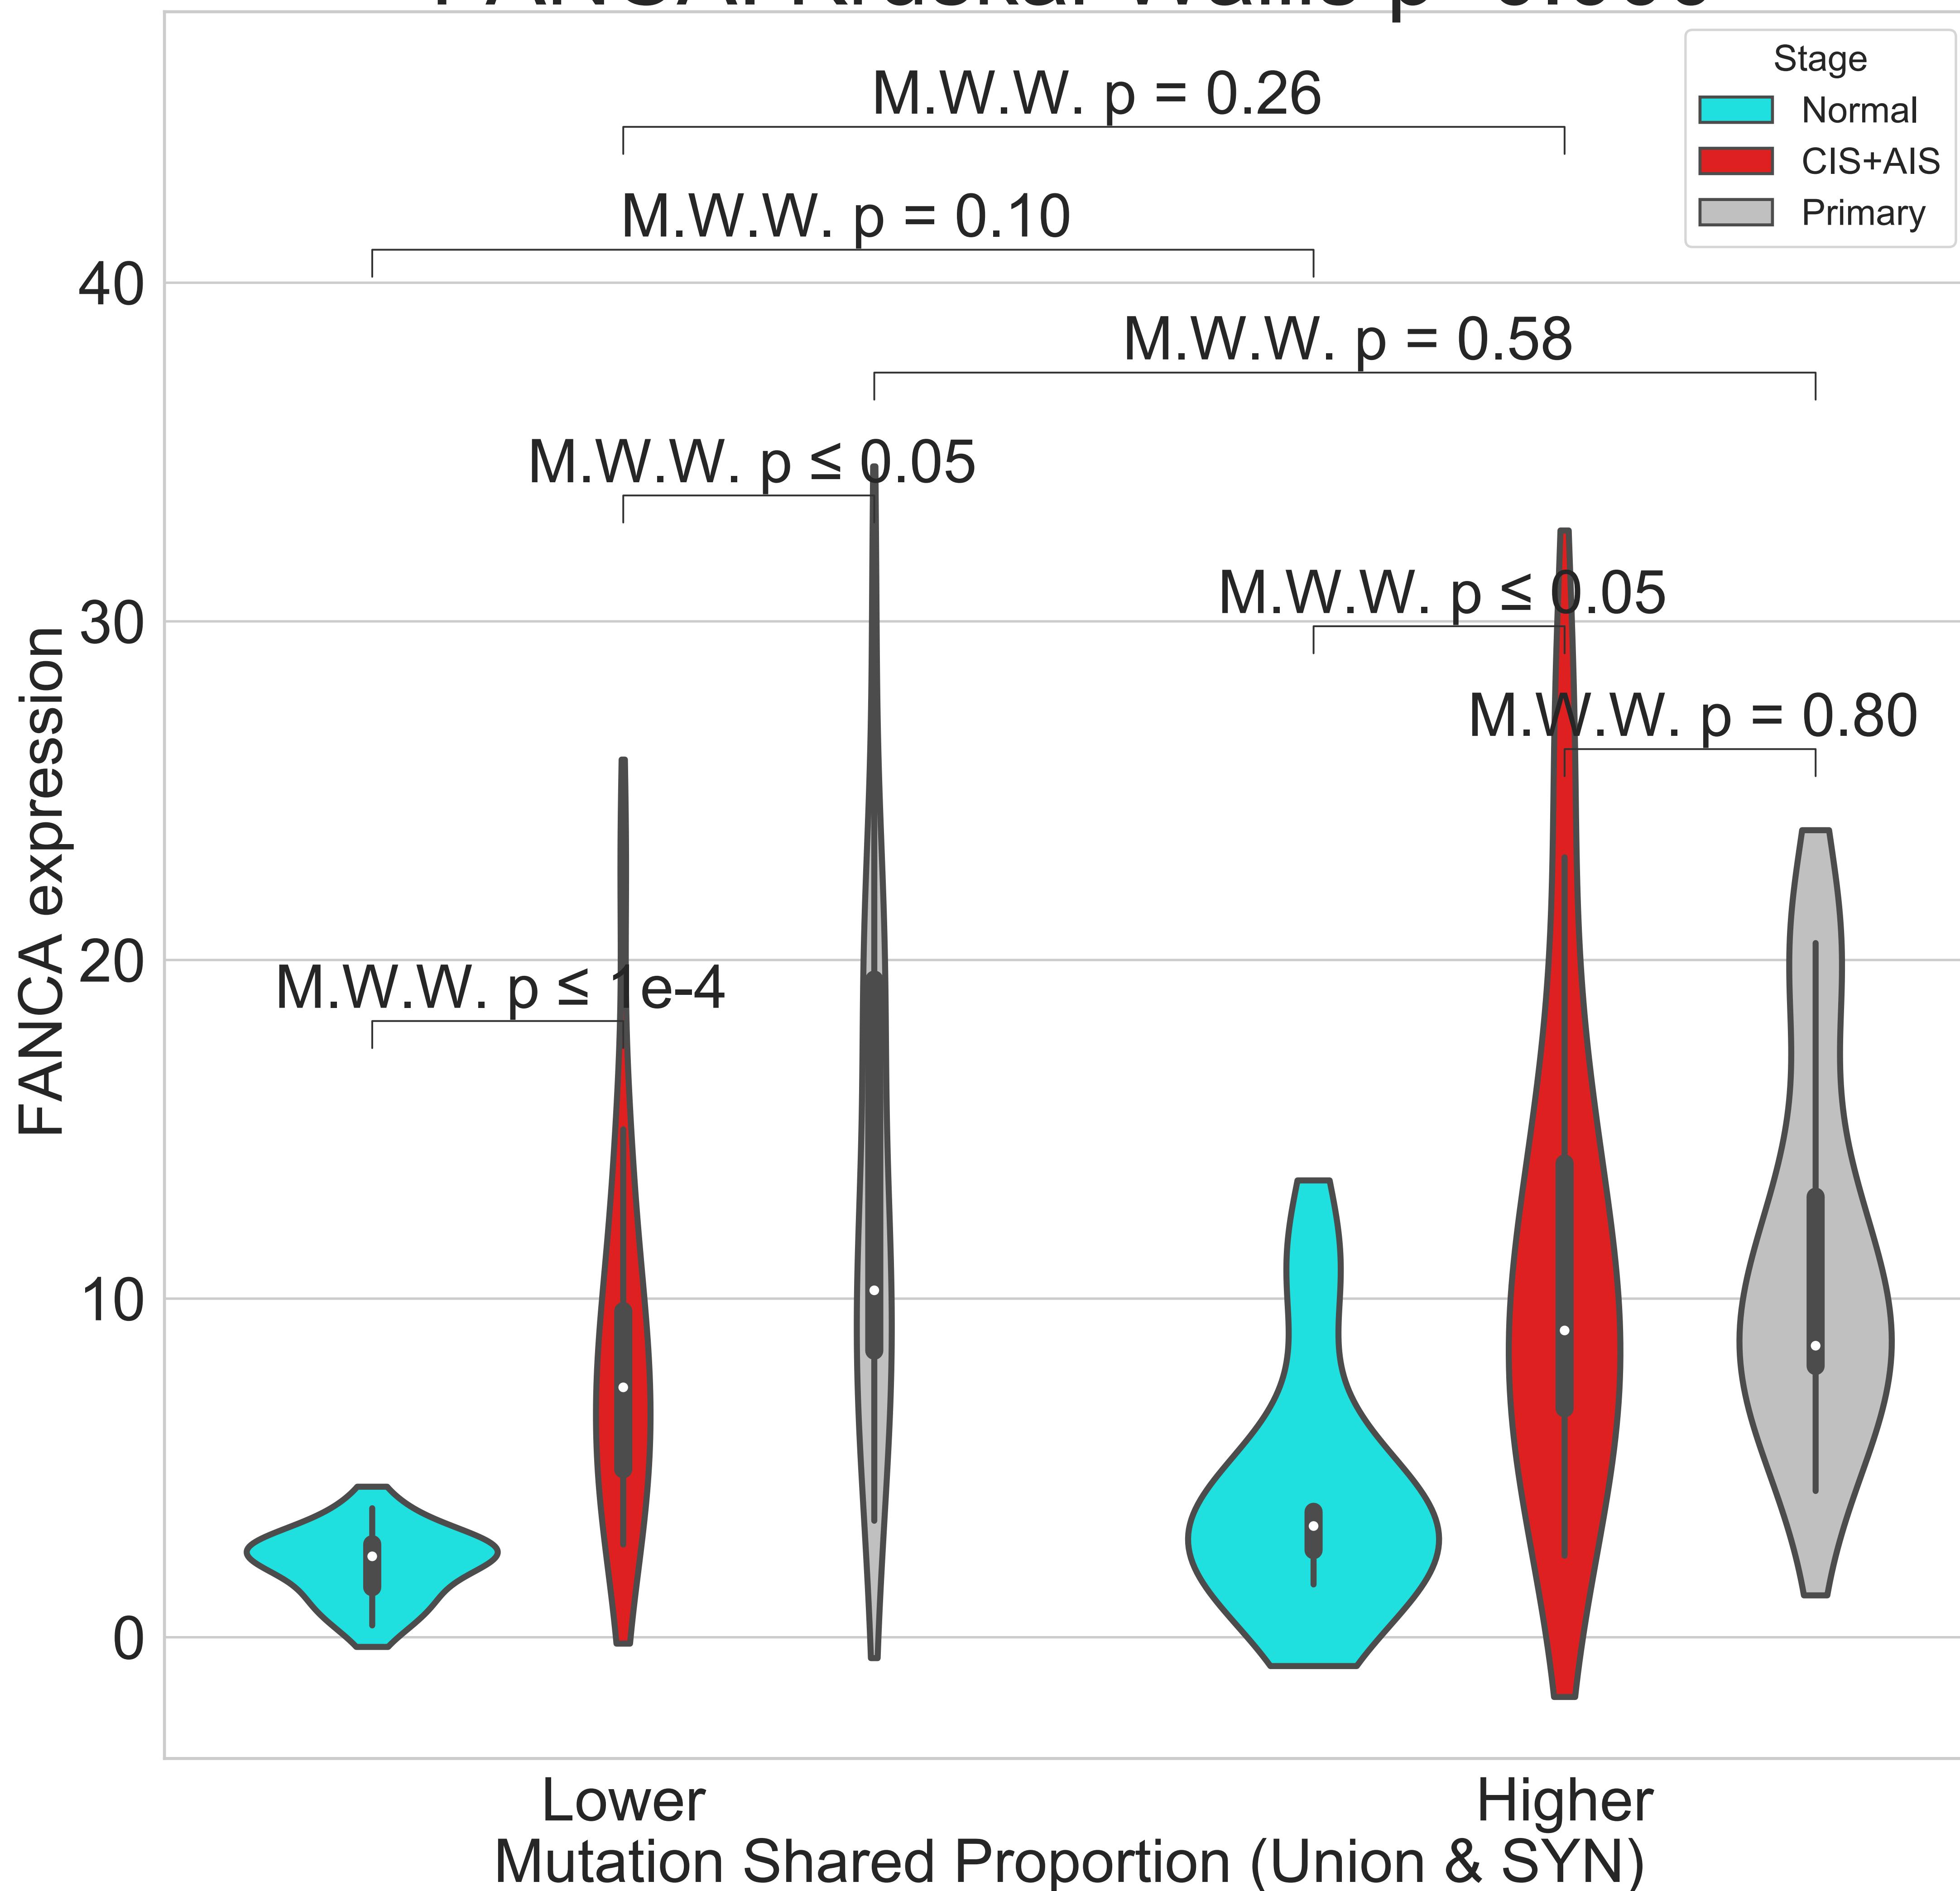 Stage
Normal
CIS+AIS
Primary
M.W.W. p = 0.26
M.W.W. p = 0.10
M.W.W. p = 0.58
M.W.W. p ≤ 0.05
M.W.W. p ≤ 0.05
M.W.W. p = 0.80
M.W.W. p ≤ 1e-4
40
30
20
10
0
FANCA expression
Lower
Higher
Mutation Shared Proportion (Union & SYN)